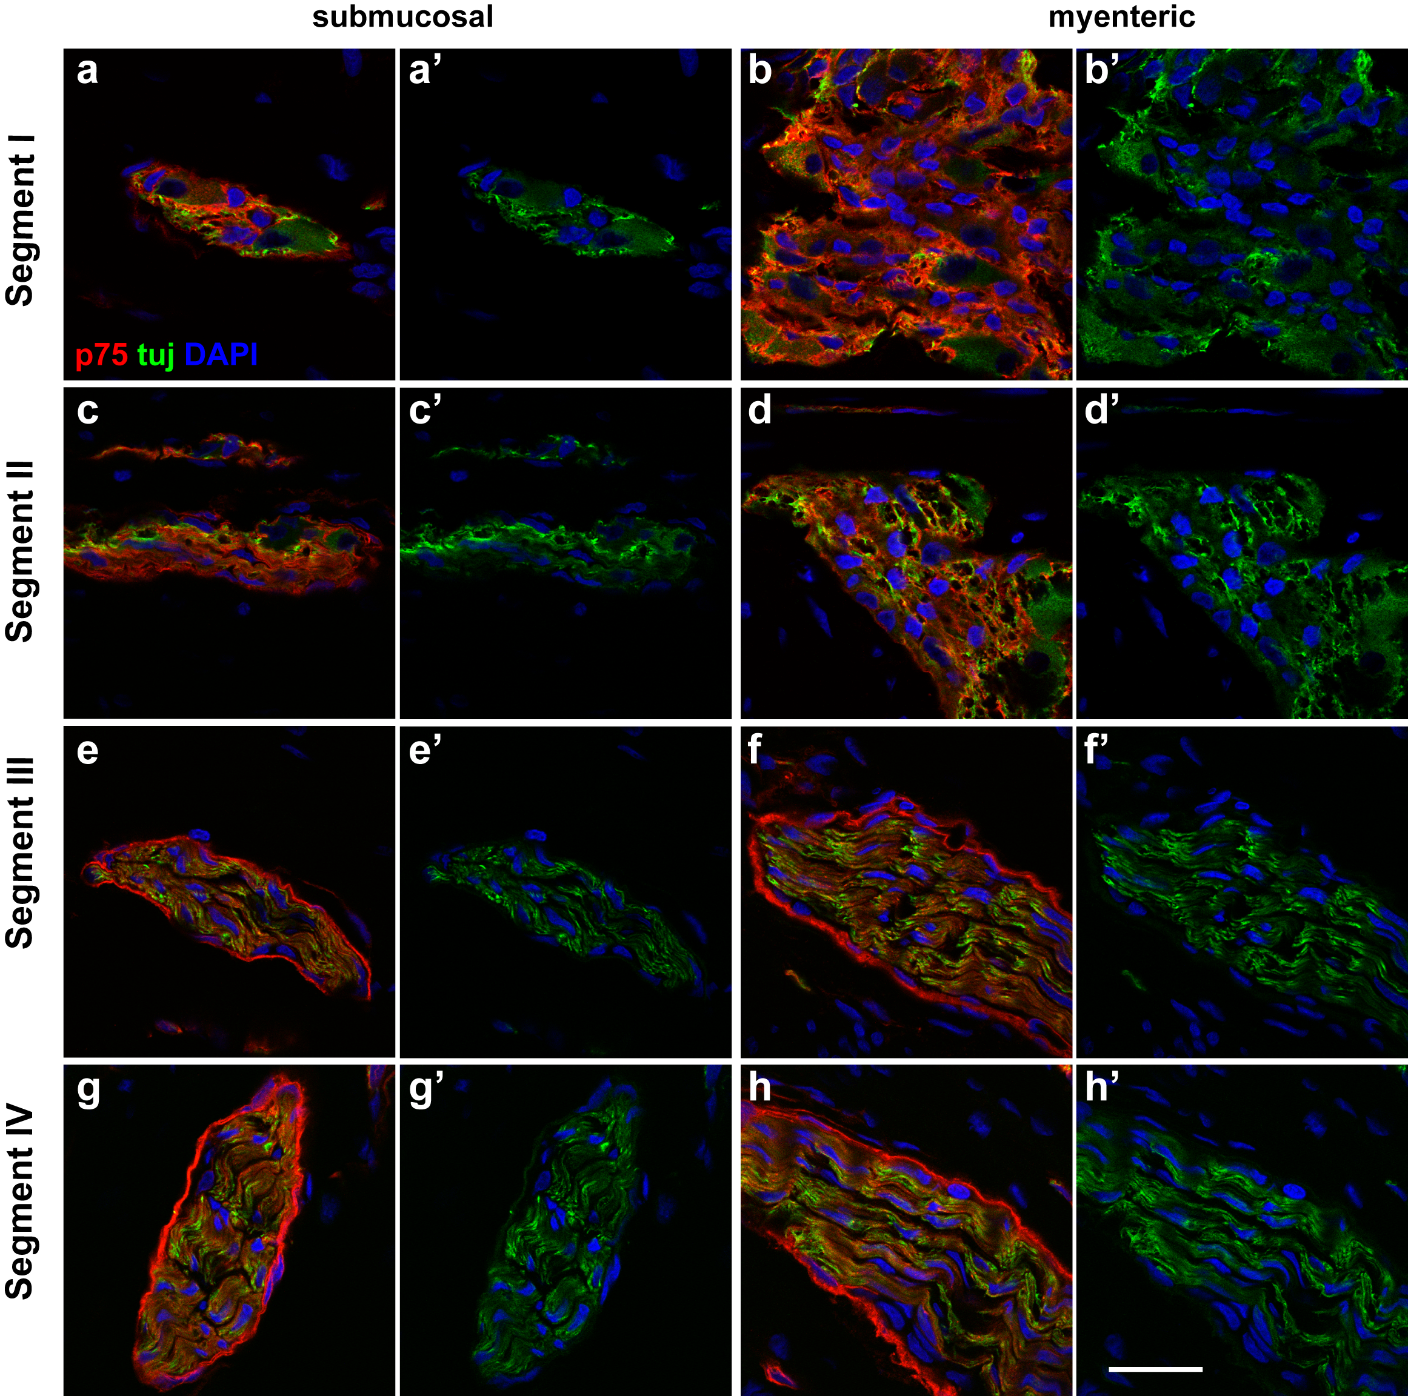 submucosal myenteric
Segment I
a a’ b b’
p75 tuj DAPI
Segment II
c c’ d d’
Segment III
e e’ f f’
Segment IV
g g’ h h’